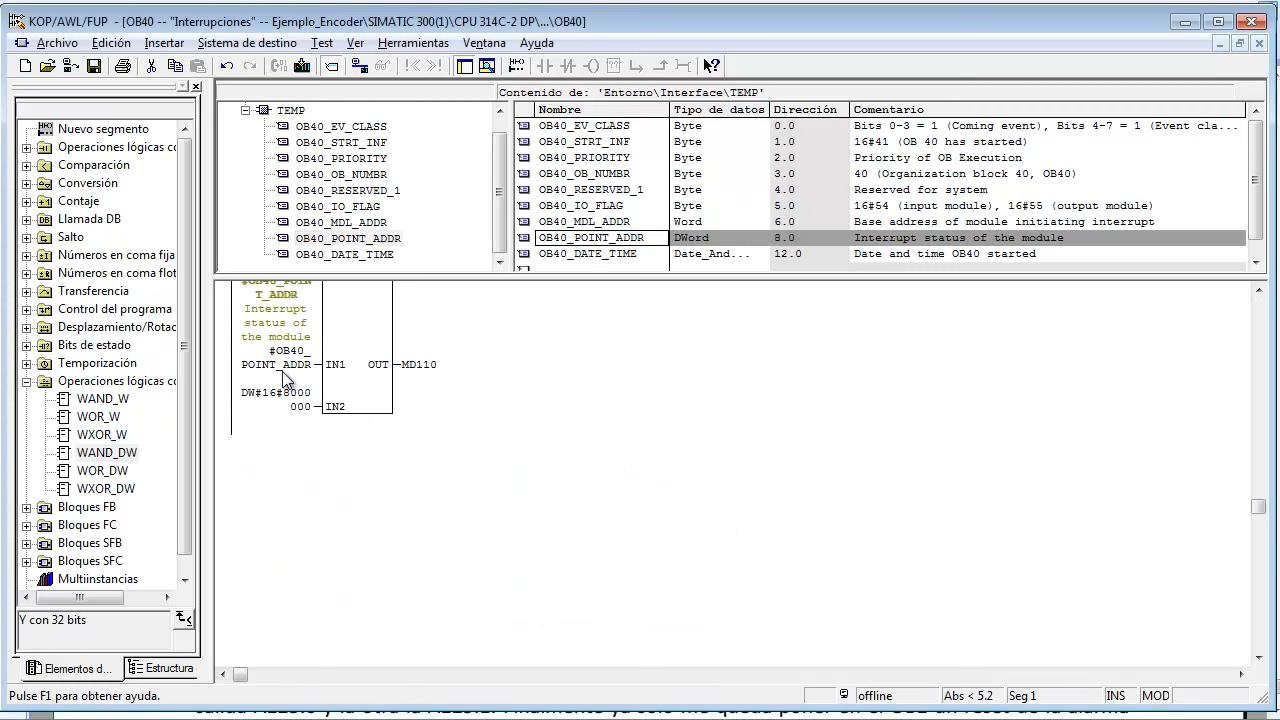 KOP/AWL/FUP - [OB40 -- "Interrupciones" -- Ejemplo_Encoder\SIMATIC 300(1)\CPU 314C-2 DP\...\OB40]
Archivo Edición Insertar Sistema de destino Test Ver Herramientas Ventana Ayuda
Contenido de: 'Entorno\Interface\TEMP'
Nuevo segmento
Operaciones lógicas co
Comparación
Conversión
Contaje
Llamada DB
Salto
Números en coma fija
Números en coma flot
Transferencia
Control del programa
Desplazamiento/Rotac
Bits de estado
Temporización
Operaciones lógicas co
WAND_W
WOR_W
WXOR_W
WAND_DW
WOR_DW
WXOR_DW
Bloques FB
Bloques FC
Bloques SFB
Bloques SFC
Multiinstancias
Y con 32 bits
Elementos d... Estructura
TEMP
OB40_EV_CLASS
OB40_STRT_INF
OB40_PRIORITY
OB40_OB_NUMBR
OB40_RESERVED_1
OB40_IO_FLAG
OB40_MDL_ADDR
OB40_POINT_ADDR
OB40_DATE_TIME
Nombre Tipo de datos Dirección Comentario
OB40_EV_CLASS Byte 0.0 Bits 0-3 = 1 (Coming event), Bits 4-7 = 1 (Event cla...
OB40_STRT_INF Byte 1.0 16#41 (OB 40 has started)
OB40_PRIORITY Byte 2.0 Priority of OB Execution
OB40_OB_NUMBR Byte 3.0 40 (Organization block 40, OB40)
OB40_RESERVED_1 Byte 4.0 Reserved for system
OB40_IO_FLAG Byte 5.0 16#54 (input module), 16#55 (output module)
OB40_MDL_ADDR Word 6.0 Base address of module initiating interrupt
OB40_POINT_ADDR DWord 8.0 Interrupt status of the module
OB40_DATE_TIME Date_And... 12.0 Date and time OB40 started
#OB40_POIN
T_ADDR
Interrupt
status of
the module
#OB40_
POINT_ADDR IN1 OUT MD110
DW#16#8000
000 IN2
Pulse F1 para obtener ayuda. offline Abs < 5.2 Seg 1 INS MOD